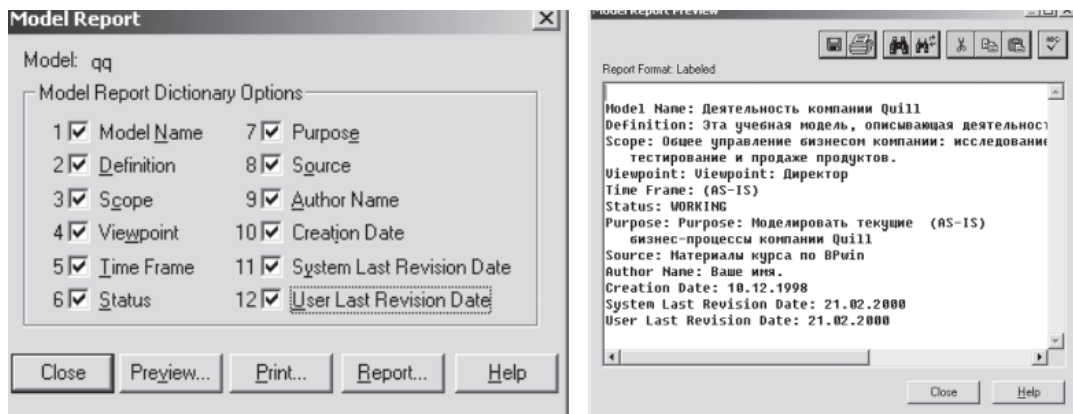 Model Report
Model: qq
Model Report Dictionary Options
1 Model Name 7 Purpose
2 Definition 8 Source
3 Scope 9 Author Name
4 Viewpoint 10 Creation Date
5 Time Frame 11 System Last Revision Date
6 Status 12 User Last Revision Date
Close Preview... Print... Report... Help
Model Report Preview
Report Format: Labeled
Model Name: Деятельность компании Quill
Definition: Эта учебная модель, описывающая деятельност
Scope: Общее управление бизнесом компании: исследование
тестирование и продаже продуктов.
Viewpoint: Viewpoint: Директор
Time Frame: (AS-IS)
Status: WORKING
Purpose: Purpose: Моделировать текущие (AS-IS)
бизнес-процессы компании Quill
Source: Материалы курса по BPwin
Author Name: Ваше имя.
Creation Date: 10.12.1998
System Last Revision Date: 21.02.2000
User Last Revision Date: 21.02.2000
Close Help